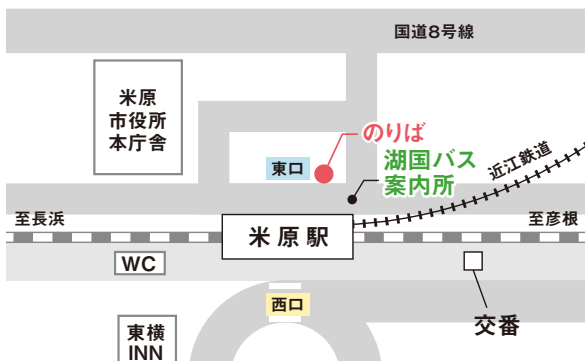 国道8号線
米原
市役所
本庁舎
のりば
東口
湖国バス
案内所
近江鉄道
至長浜
米原駅
至彦根
WC
西口
交番
東横
INN